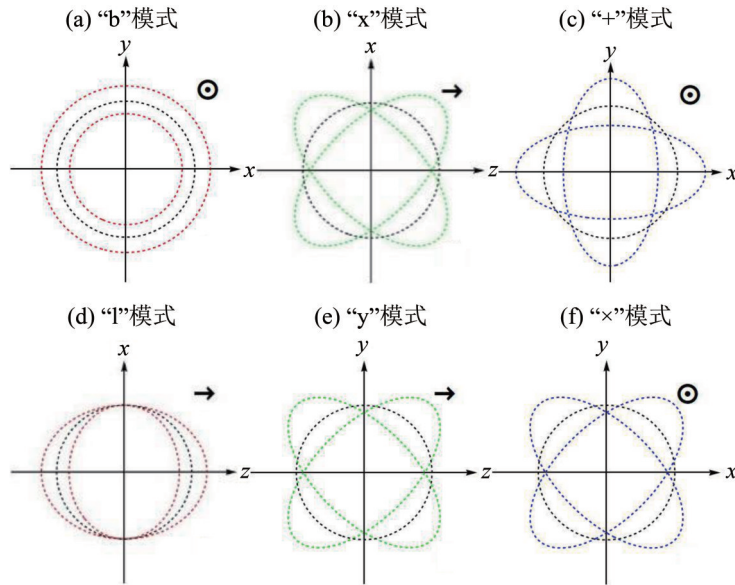 (a) “b”模式
(b) “x”模式
(c) “+”模式
y
x
y
x
z
x
(d) “l”模式
(e) “y”模式
(f) “×”模式
x
y
y
z
z
x